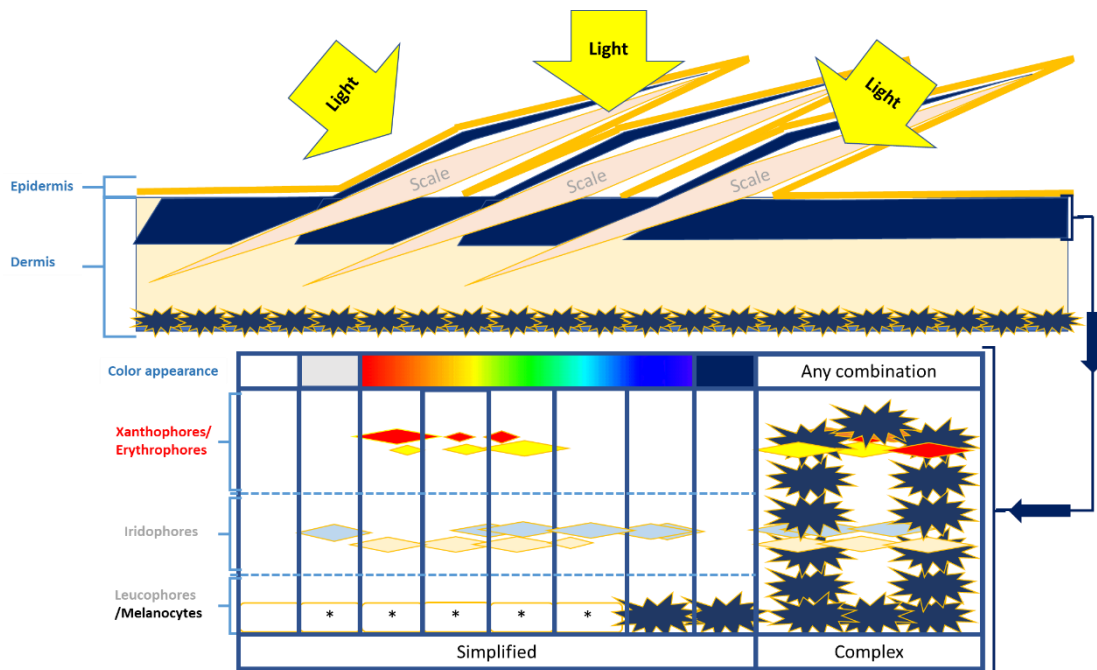 Light
Light
Light
Scale
Scale
Scale
Epidermis
Dermis
Color appearance
Any combination
Xanthophores/
Erythrophores
Iridophores
Leucophores
/Melanocytes
* * * * *
Simplified
Complex